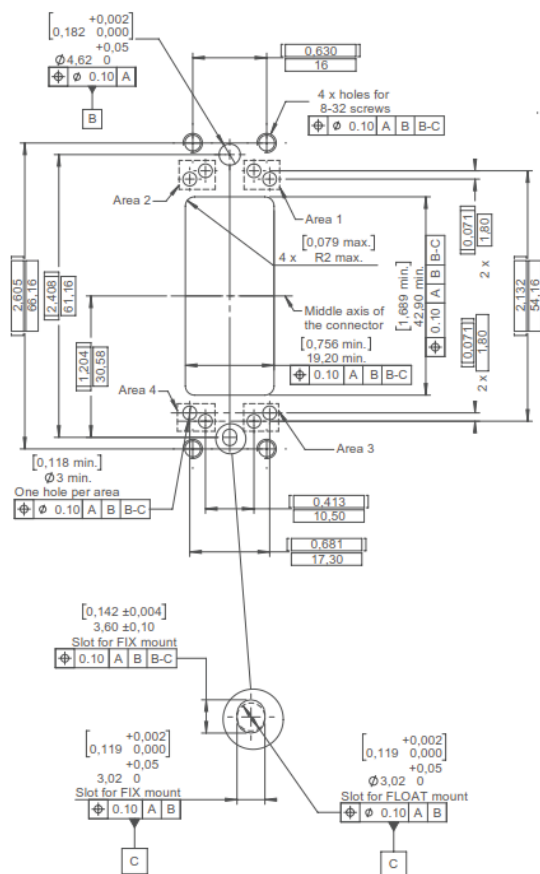 [0,182 +0,002 0,000]
Ø4,62 +0,05 0
⌖ Ø 0.10 A
B
[0,630]
16
4 x holes for
8-32 screws
⌖ Ø 0.10 A B B-C
Area 2
Area 1
[0,079 max.]
4 x R2 max.
[2,605]
66,16
[2,408]
61,16
[1,204]
30,58
Middle axis of
the connector
[0,756 min.]
19,20 min.
⌖ 0.10 A B B-C
[1,689 min.]
42,90 min.
⌖ 0.10 A B B-C
[0,071]
1,80
2 x
[0,071]
1,80
2 x
[2,132]
54,16
Area 4
Area 3
[0,118 min.]
Ø3 min.
One hole per area
⌖ Ø 0.10 A B B-C
[0,413]
10,50
[0,681]
17,30
[0,142 ±0,004]
3,60 ±0,10
Slot for FIX mount
⌖ 0.10 A B B-C
[0,119 +0,002 0,000]
3,02 +0,05 0
Slot for FIX mount
⌖ 0.10 A B
C
[0,119 +0,002 0,000]
Ø3,02 +0,05 0
Slot for FLOAT mount
⌖ Ø 0.10 A B
C